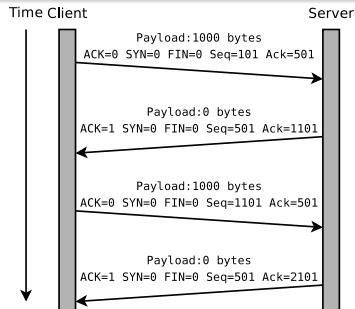 Time Client Server
Payload:1000 bytes
ACK=0 SYN=0 FIN=0 Seq=101 Ack=501
Payload:0 bytes
ACK=1 SYN=0 FIN=0 Seq=501 Ack=1101
Payload:1000 bytes
ACK=0 SYN=0 FIN=0 Seq=1101 Ack=501
Payload:0 bytes
ACK=1 SYN=0 FIN=0 Seq=501 Ack=2101